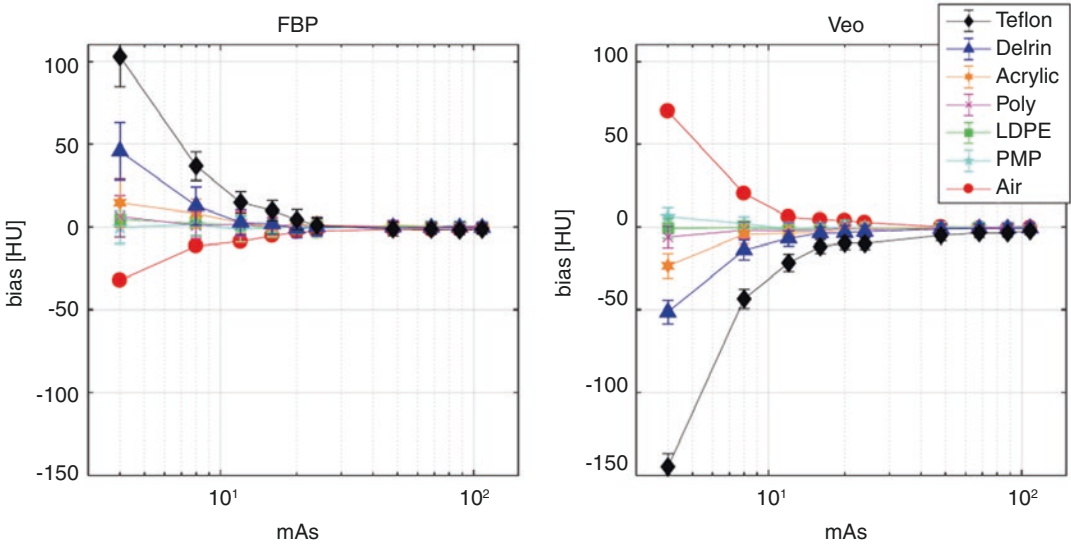 FBP
100
50
0
-50
-100
-150
bias [HU]
10¹
10²
mAs
Veo
100
50
0
-50
-100
-150
bias [HU]
10¹
10²
mAs
Teflon
Delrin
Acrylic
Poly
LDPE
PMP
Air